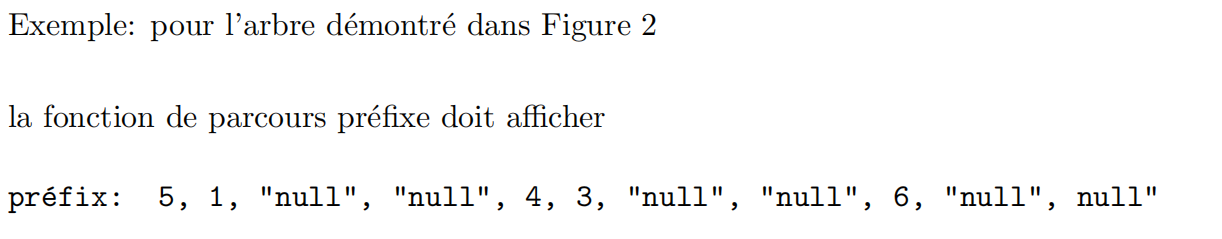 Exemple: pour l’arbre démontré dans Figure 2
la fonction de parcours préfixe doit afficher
préfix: 5, 1, "null", "null", 4, 3, "null", "null", 6, "null", null"